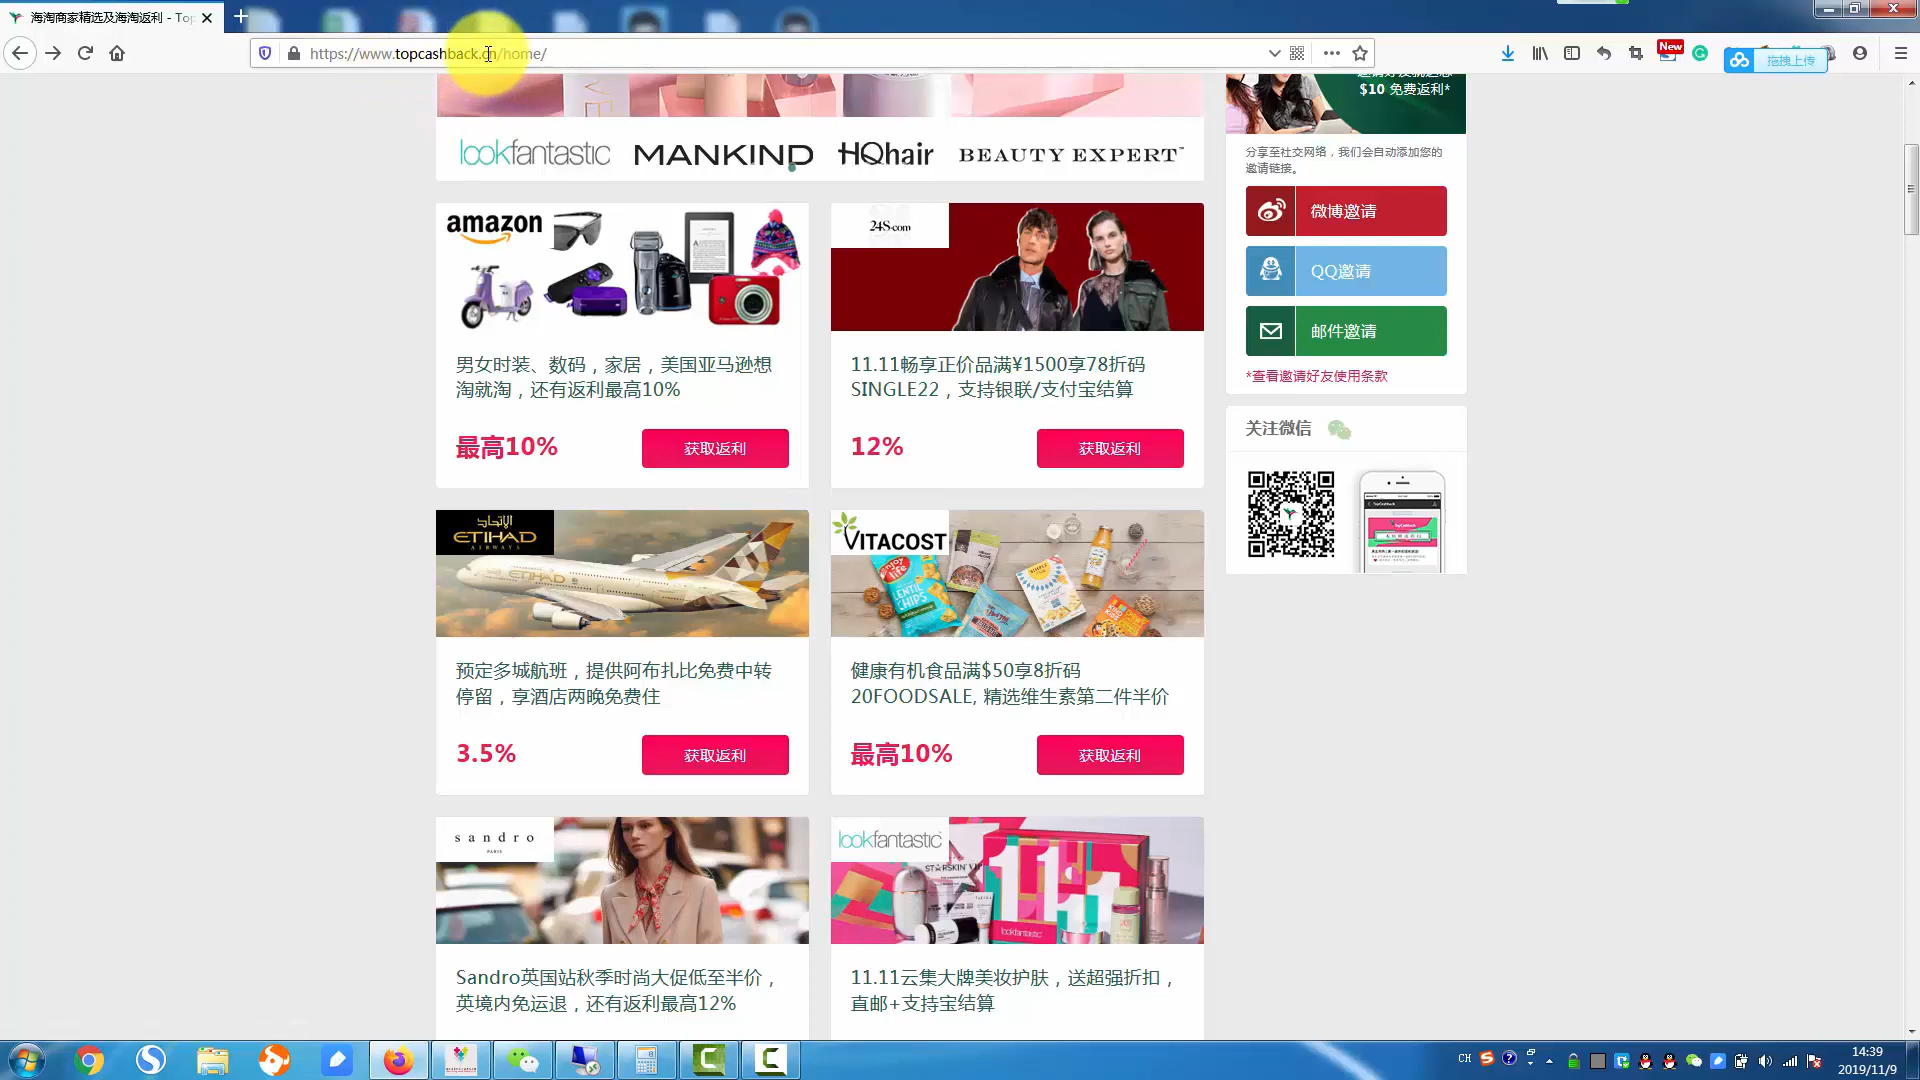 海淘商家精选及海淘返利 - Top
https://www.topcashback.cn/home/
New
拖拽上传
$10 免费返利*
lookfantastic
MANKIND
HQhair
BEAUTY EXPERT
分享至社交网络，我们会自动添加您的
邀请链接。
微博邀请
QQ邀请
邮件邀请
*查看邀请好友使用条款
关注微信
amazon
男女时装、数码，家居，美国亚马逊想
淘就淘，还有返利最高10%
最高10%
获取返利
24S.com
11.11畅享正价品满¥1500享78折码
SINGLE22，支持银联/支付宝结算
12%
获取返利
الإتحاد
ETIHAD
AIRWAYS
ETIHAD
预定多城航班，提供阿布扎比免费中转
停留，享酒店两晚免费住
3.5%
获取返利
VITACOST
enjoy
life
LENTIL
CHIPS
健康有机食品满$50享8折码
20FOODSALE, 精选维生素第二件半价
最高10%
获取返利
sandro
PARIS
Sandro英国站秋季时尚大促低至半价，
英境内免运退，还有返利最高12%
lookfantastic
STARSKIN
lookfantastic
11.11云集大牌美妆护肤，送超强折扣，
直邮+支持宝结算
CH
14:39
2019/11/9